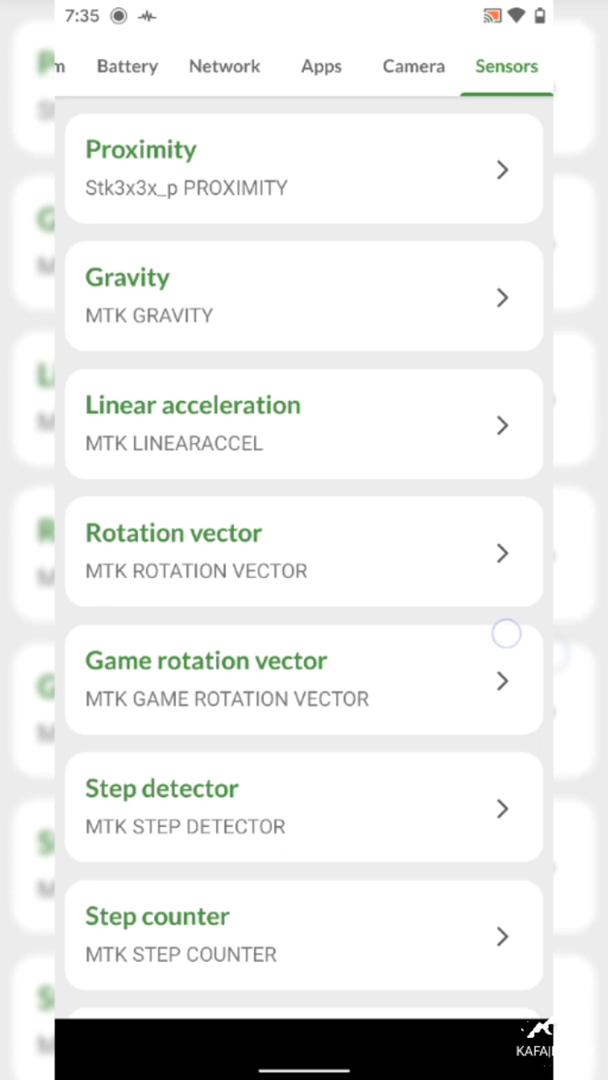 7:35
m Battery Network Apps Camera Sensors
Proximity
Stk3x3x_p PROXIMITY
Gravity
MTK GRAVITY
Linear acceleration
MTK LINEARACCEL
Rotation vector
MTK ROTATION VECTOR
Game rotation vector
MTK GAME ROTATION VECTOR
Step detector
MTK STEP DETECTOR
Step counter
MTK STEP COUNTER